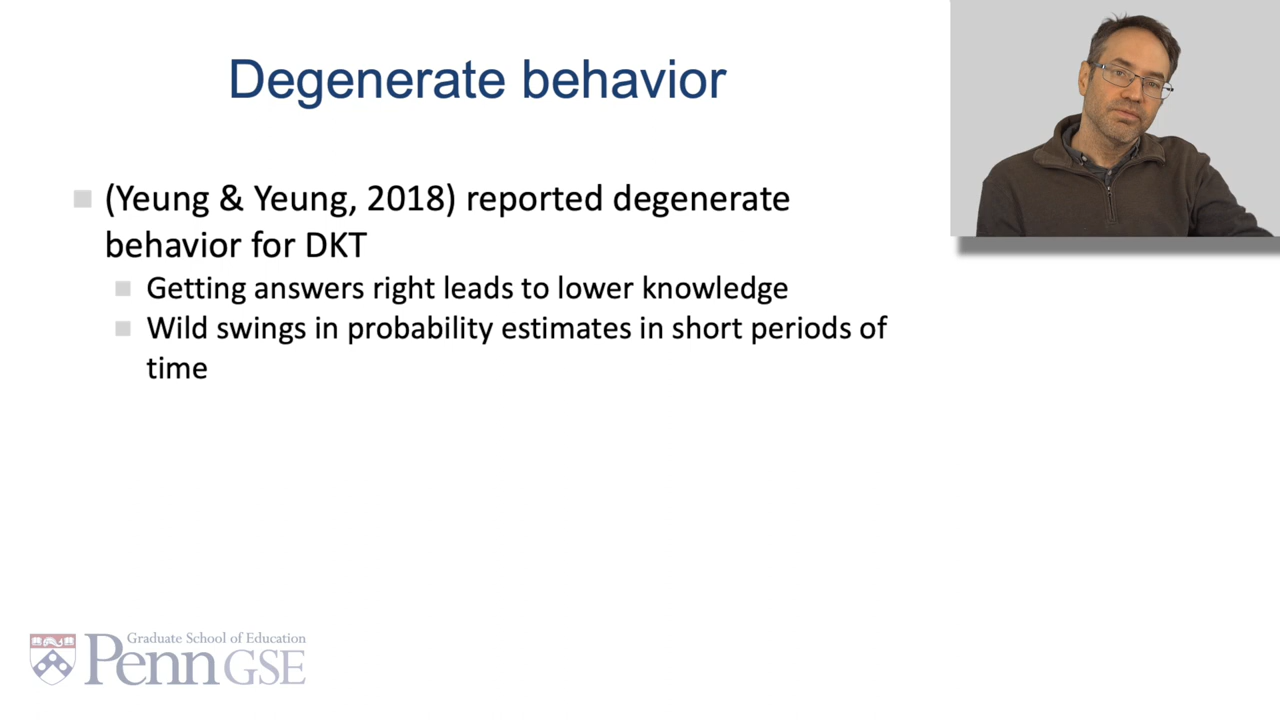 Degenerate behavior
(Yeung & Yeung, 2018) reported degenerate
behavior for DKT
Getting answers right leads to lower knowledge
Wild swings in probability estimates in short periods of
time
Graduate School of Education
Penn GSE